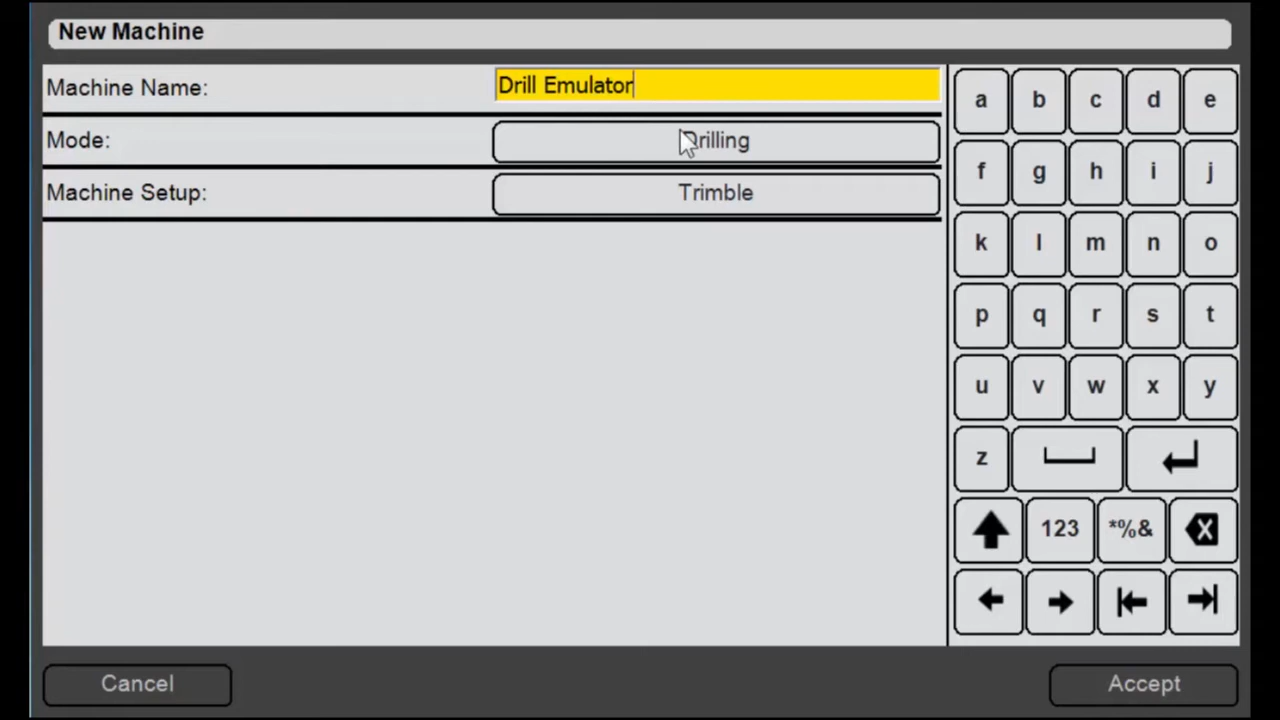 New Machine
Machine Name: Drill Emulator
Mode: Drilling
Machine Setup: Trimble
a b c d e
f g h i j
k l m n o
p q r s t
u v w x y
z
123 *%&
Cancel Accept